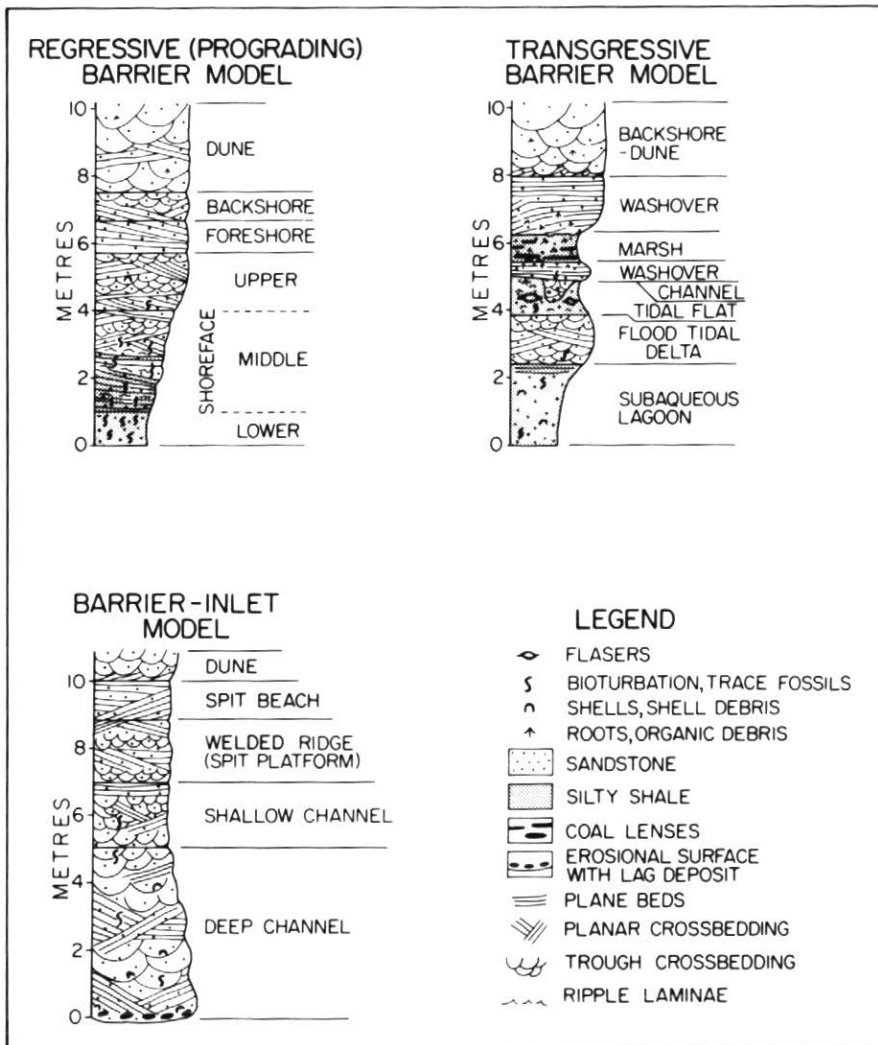 REGRESSIVE (PROGRADING)
BARRIER MODEL
10
8
6
4
2
0
METRES
DUNE
BACKSHORE
FORESHORE
UPPER
MIDDLE
LOWER
SHOREFACE
TRANSGRESSIVE
BARRIER MODEL
10
8
6
4
2
0
METRES
BACKSHORE
-DUNE
WASHOVER
MARSH
WASHOVER
CHANNEL
TIDAL FLAT
FLOOD TIDAL
DELTA
SUBAQUEOUS
LAGOON
BARRIER-INLET
MODEL
10
8
6
4
2
0
METRES
DUNE
SPIT BEACH
WELDED RIDGE
(SPIT PLATFORM)
SHALLOW CHANNEL
DEEP CHANNEL
LEGEND
FLASERS
BIOTURBATION, TRACE FOSSILS
SHELLS, SHELL DEBRIS
ROOTS, ORGANIC DEBRIS
SANDSTONE
SILTY SHALE
COAL LENSES
EROSIONAL SURFACE
WITH LAG DEPOSIT
PLANE BEDS
PLANAR CROSSBEDDING
TROUGH CROSSBEDDING
RIPPLE LAMINAE